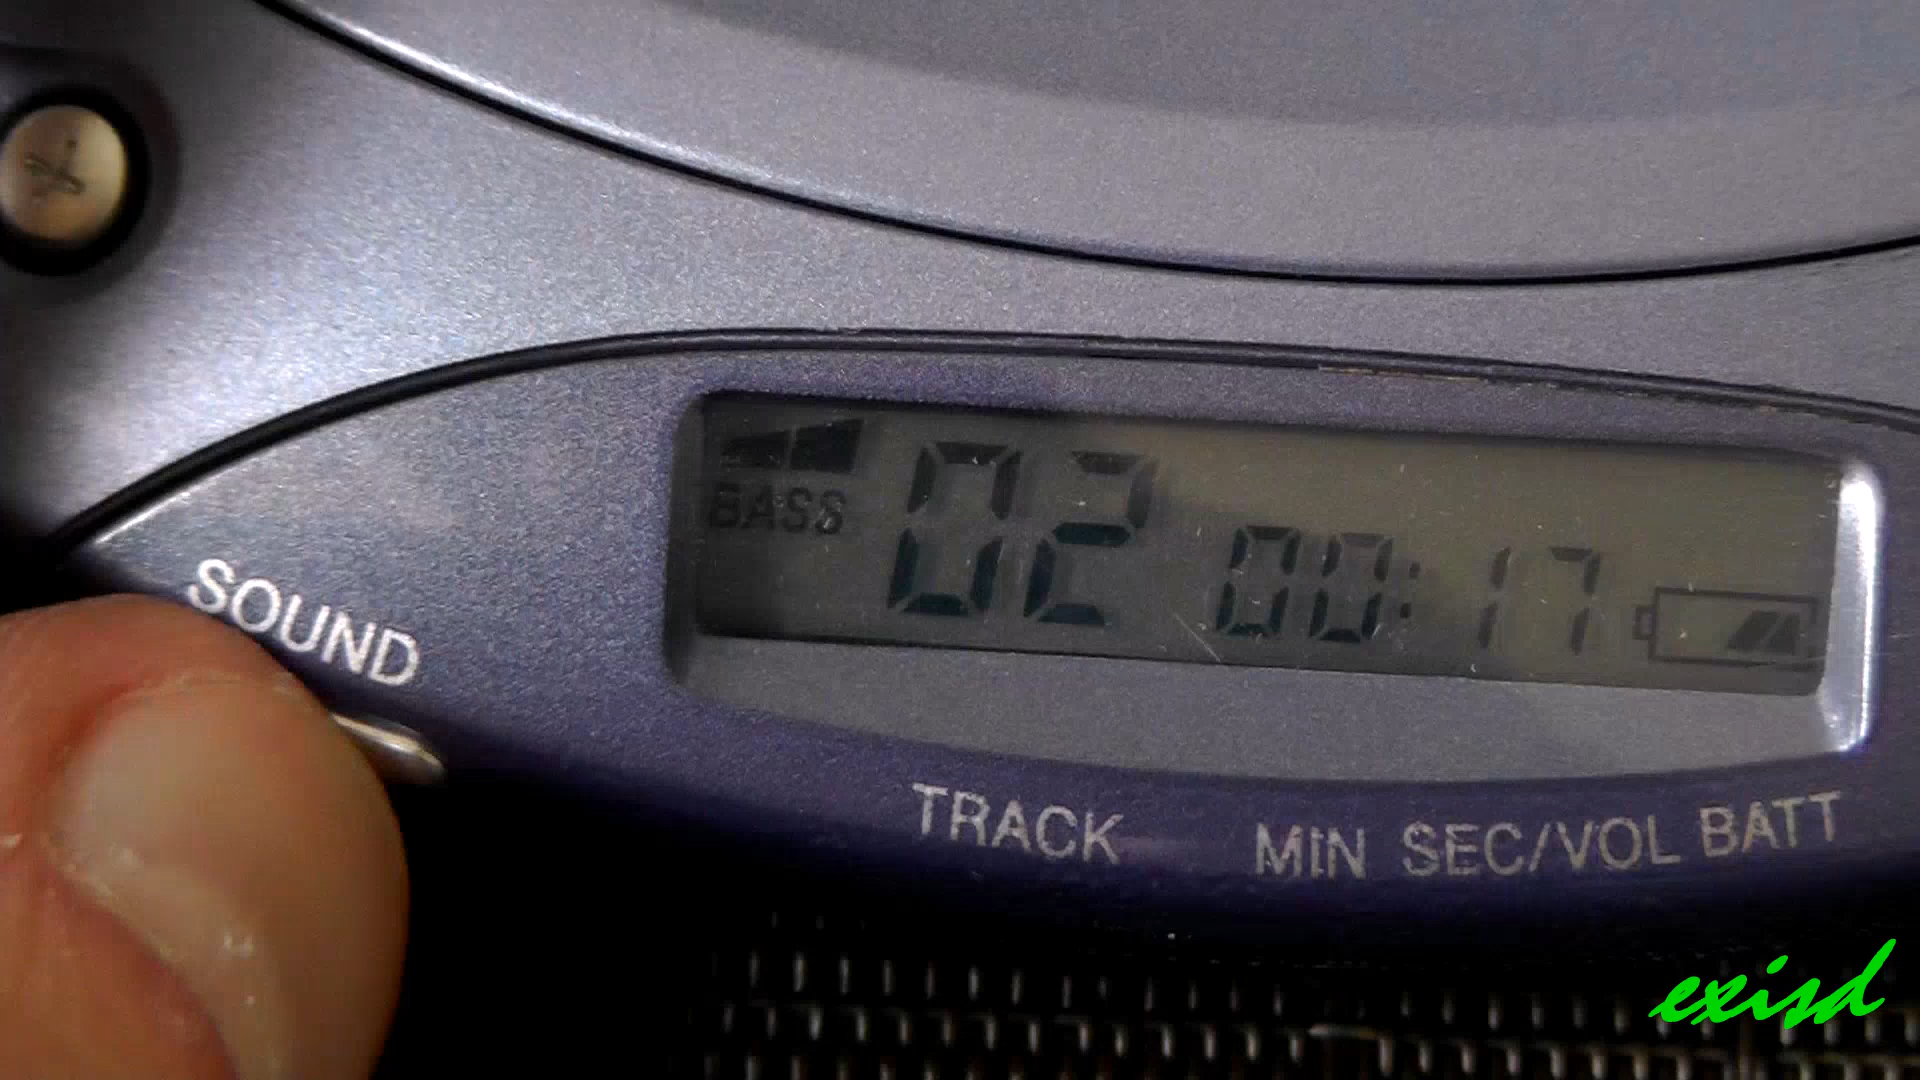 BASS
02 00:17
SOUND
TRACK MIN SEC/VOL BATT
exisd